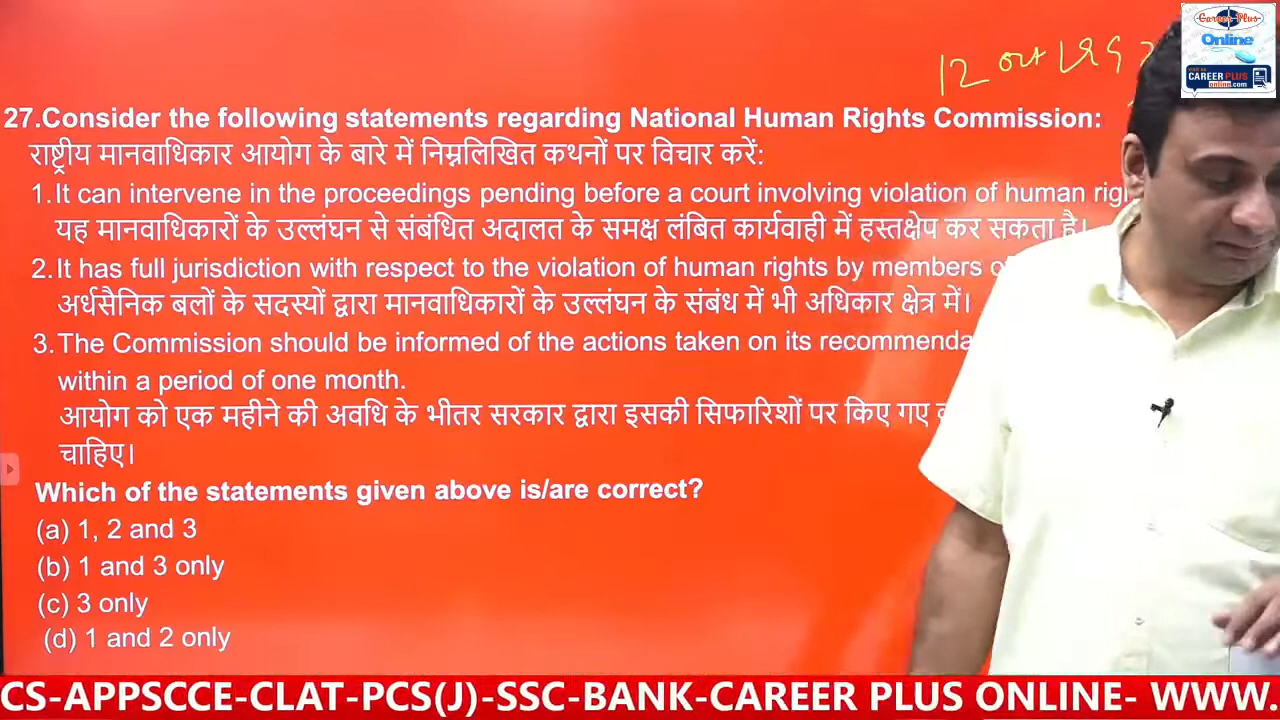 Career Plus
Online
CAREER PLUS
online.com
12 Oct 1993
27.Consider the following statements regarding National Human Rights Commission:
राष्ट्रीय मानवाधिकार आयोग के बारे में निम्नलिखित कथनों पर विचार करें:
1.It can intervene in the proceedings pending before a court involving violation of human
यह मानवाधिकारों के उल्लंघन से संबंधित अदालत के समक्ष लंबित कार्यवाही में हस्तक्षेप कर सकता है।
2.It has full jurisdiction with respect to the violation of human rights by members
अर्धसैनिक बलों के सदस्यों द्वारा मानवाधिकारों के उल्लंघन के संबंध में भी अधिकार क्षेत्र में।
3.The Commission should be informed of the actions taken on its
within a period of one month.
आयोग को एक महीने की अवधि के भीतर सरकार द्वारा इसकी सिफारिशों पर किए गए
चाहिए।
Which of the statements given above is/are correct?
(a) 1, 2 and 3
(b) 1 and 3 only
(c) 3 only
(d) 1 and 2 only
CS-APPSCCE-CLAT-PCS(J)-SSC-BANK-CAREER PLUS ONLINE- WWW.